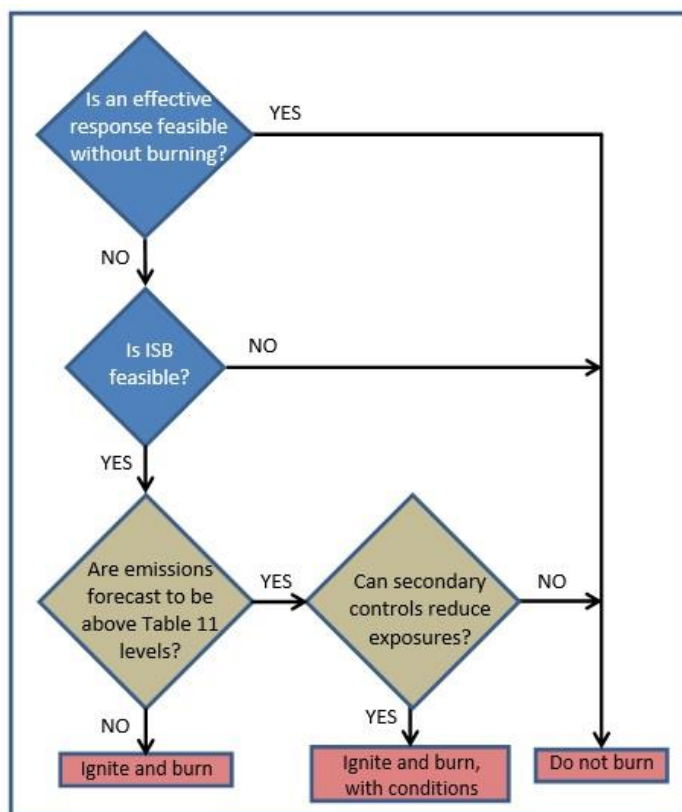 Is an effective
response feasible
without burning?
YES
NO
Is ISB
feasible?
NO
YES
Are emissions
forecast to be
above Table 11
levels?
YES
Can secondary
controls reduce
exposures?
NO
NO
YES
Ignite and burn
Ignite and burn,
with conditions
Do not burn